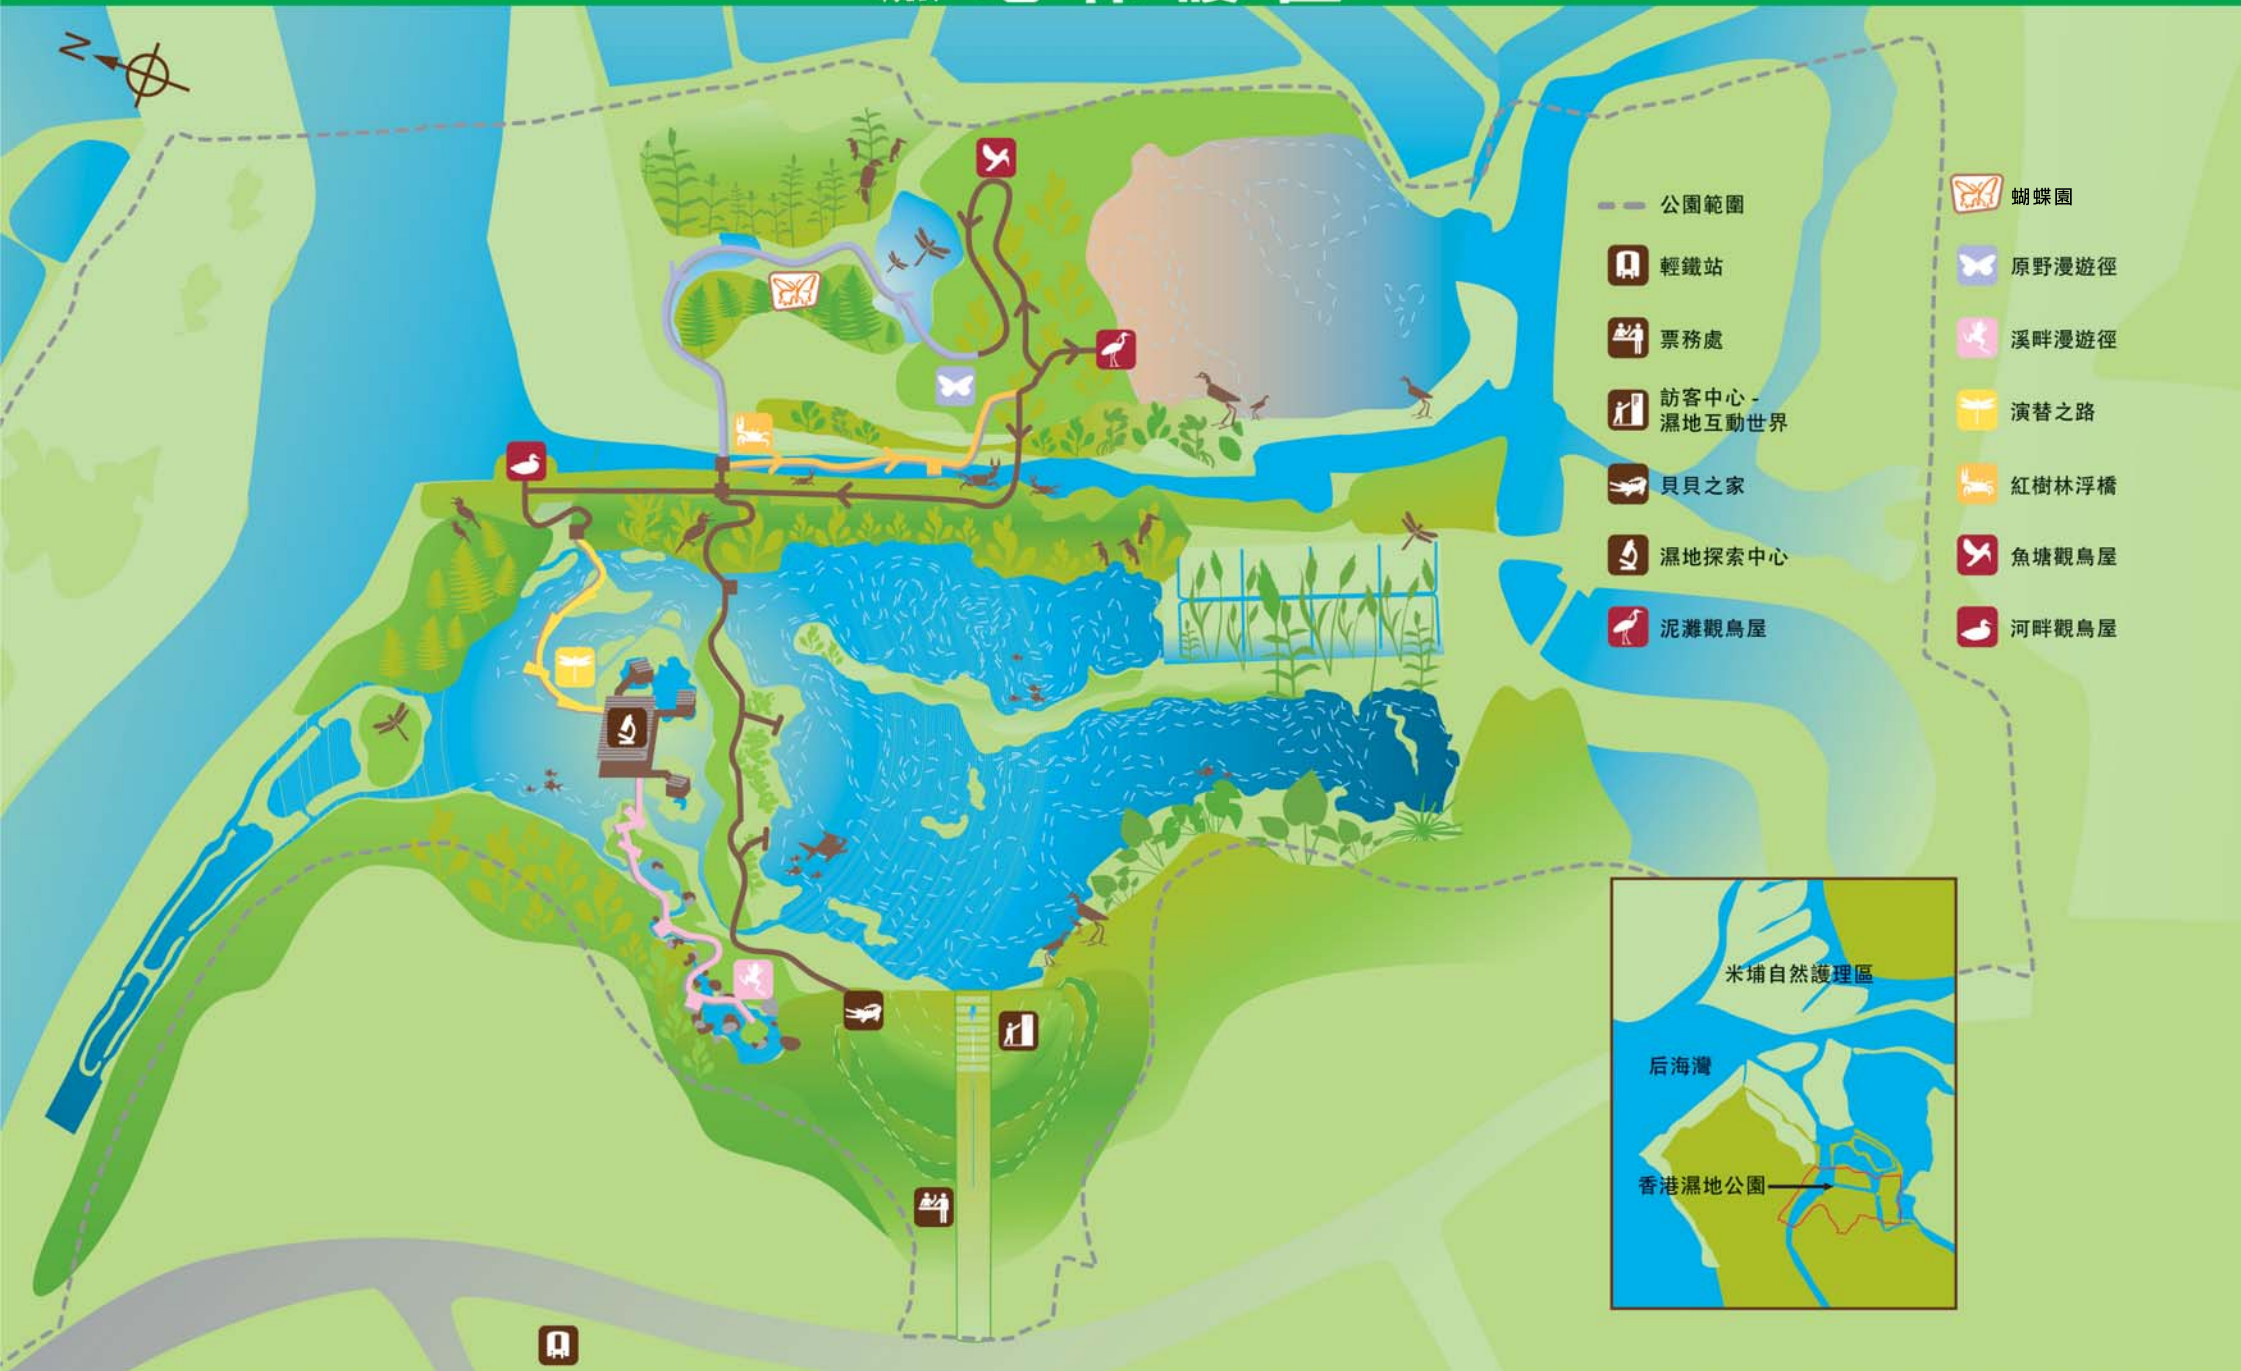 N
公園範圍
輕鐵站
票務處
訪客中心 -
濕地互動世界
貝貝之家
濕地探索中心
泥灘觀鳥屋
蝴蝶園
原野漫遊徑
溪畔漫遊徑
演替之路
紅樹林浮橋
魚塘觀鳥屋
河畔觀鳥屋
米埔自然護理區
后海灣
香港濕地公園